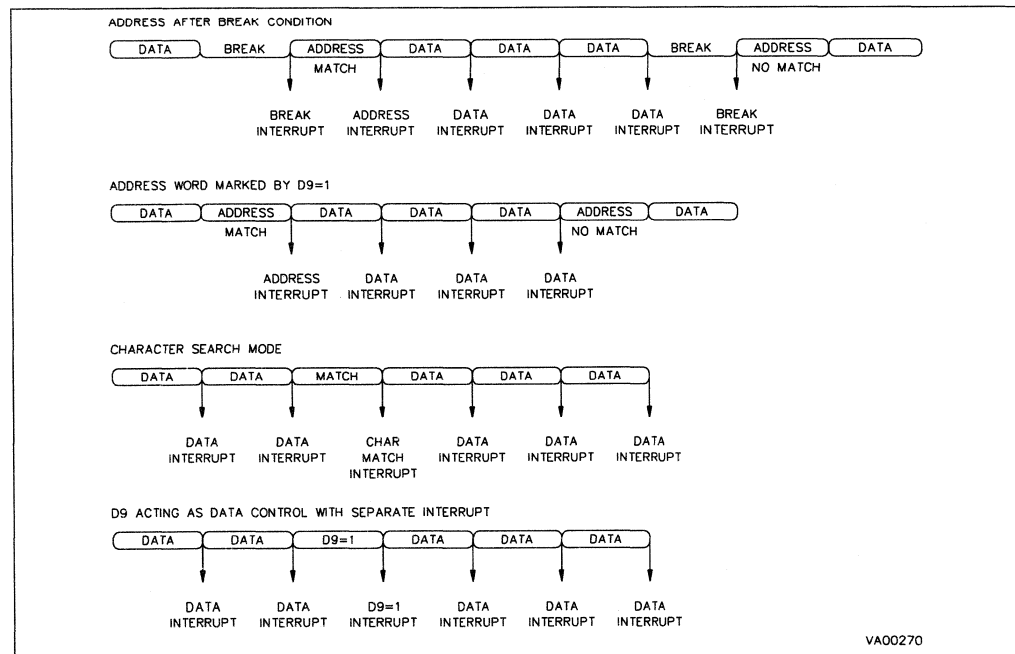 ADDRESS AFTER BREAK CONDITION
DATA BREAK ADDRESS DATA DATA DATA BREAK ADDRESS DATA
MATCH NO MATCH
BREAK ADDRESS DATA DATA DATA BREAK
INTERRUPT INTERRUPT INTERRUPT INTERRUPT INTERRUPT INTERRUPT
ADDRESS WORD MARKED BY D9=1
DATA ADDRESS DATA DATA DATA ADDRESS DATA
MATCH NO MATCH
ADDRESS DATA DATA DATA
INTERRUPT INTERRUPT INTERRUPT INTERRUPT
CHARACTER SEARCH MODE
DATA DATA MATCH DATA DATA DATA
DATA DATA CHAR DATA DATA DATA
INTERRUPT INTERRUPT MATCH INTERRUPT INTERRUPT INTERRUPT
INTERRUPT
D9 ACTING AS DATA CONTROL WITH SEPARATE INTERRUPT
DATA DATA D9=1 DATA DATA DATA
DATA DATA D9=1 DATA DATA DATA
INTERRUPT INTERRUPT INTERRUPT INTERRUPT INTERRUPT INTERRUPT
VA00270